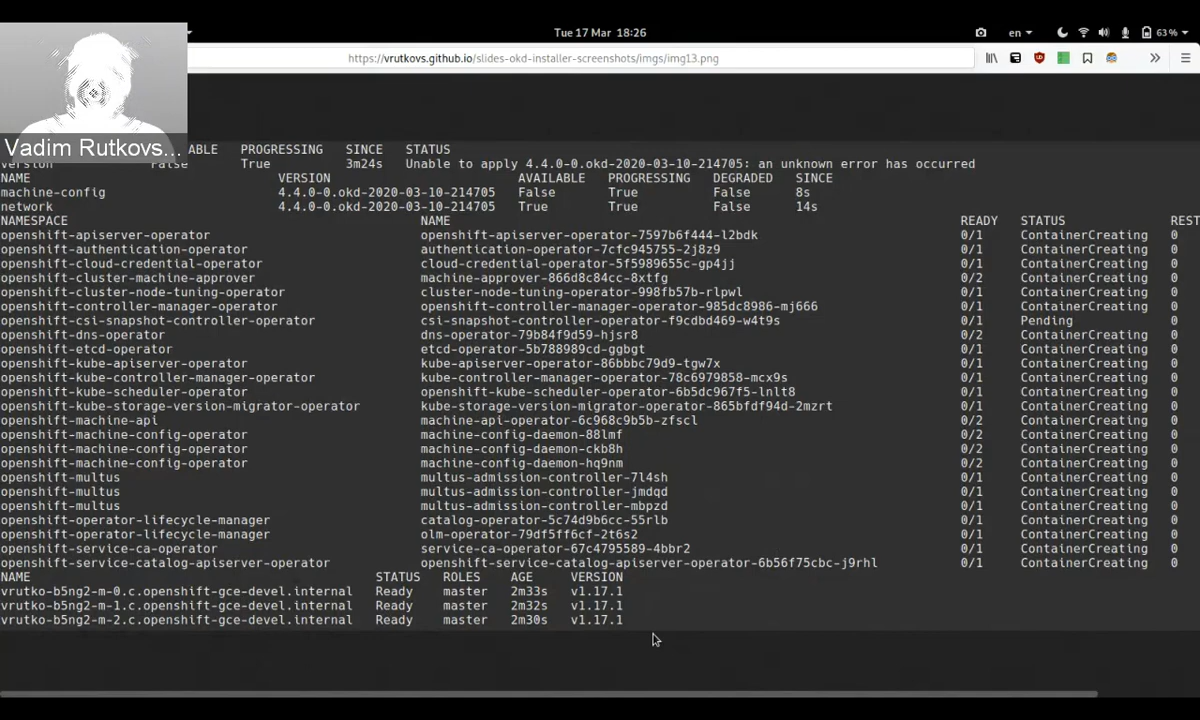 Tue 17 Mar 18:26
en
63%
https://vrutkovs.github.io/slides-okd-installer-screenshots/imgs/img13.png
Vadim Rutkovs...
ABLE PROGRESSING SINCE STATUS
version False True 3m24s Unable to apply 4.4.0-0.okd-2020-03-10-214705: an unknown error has occurred
NAME VERSION AVAILABLE PROGRESSING DEGRADED SINCE
machine-config 4.4.0-0.okd-2020-03-10-214705 False True False 8s
network 4.4.0-0.okd-2020-03-10-214705 True True False 14s
NAMESPACE NAME READY STATUS REST
openshift-apiserver-operator openshift-apiserver-operator-7597b6f444-l2bdk 0/1 ContainerCreating 0
openshift-authentication-operator authentication-operator-7cfc945755-2j8z9 0/1 ContainerCreating 0
openshift-cloud-credential-operator cloud-credential-operator-5f5989655c-gp4jj 0/1 ContainerCreating 0
openshift-cluster-machine-approver machine-approver-866d8c84cc-8xtfg 0/2 ContainerCreating 0
openshift-cluster-node-tuning-operator cluster-node-tuning-operator-998fb57b-rlpwl 0/1 ContainerCreating 0
openshift-controller-manager-operator openshift-controller-manager-operator-985dc8986-mj666 0/1 ContainerCreating 0
openshift-csi-snapshot-controller-operator csi-snapshot-controller-operator-f9cdbd469-w4t9s 0/1 Pending 0
openshift-dns-operator dns-operator-79b84f9d59-hjsr8 0/2 ContainerCreating 0
openshift-etcd-operator etcd-operator-5b788989cd-ggbgt 0/1 ContainerCreating 0
openshift-kube-apiserver-operator kube-apiserver-operator-86bbbc79d9-tgw7x 0/1 ContainerCreating 0
openshift-kube-controller-manager-operator kube-controller-manager-operator-78c6979858-mcx9s 0/1 ContainerCreating 0
openshift-kube-scheduler-operator openshift-kube-scheduler-operator-6b5dc967f5-lnlt8 0/1 ContainerCreating 0
openshift-kube-storage-version-migrator-operator kube-storage-version-migrator-operator-865bfdf94d-2mzrt 0/1 ContainerCreating 0
openshift-machine-api machine-api-operator-6c968c9b5b-zfscl 0/2 ContainerCreating 0
openshift-machine-config-operator machine-config-daemon-88lmf 0/2 ContainerCreating 0
openshift-machine-config-operator machine-config-daemon-ckb8h 0/2 ContainerCreating 0
openshift-machine-config-operator machine-config-daemon-hq9nm 0/2 ContainerCreating 0
openshift-multus multus-admission-controller-7l4sh 0/1 ContainerCreating 0
openshift-multus multus-admission-controller-jmdqd 0/1 ContainerCreating 0
openshift-multus multus-admission-controller-mbpzd 0/1 ContainerCreating 0
openshift-operator-lifecycle-manager catalog-operator-5c74d9b6cc-55rlb 0/1 ContainerCreating 0
openshift-operator-lifecycle-manager olm-operator-79df5ff6cf-2t6s2 0/1 ContainerCreating 0
openshift-service-ca-operator service-ca-operator-67c4795589-4bbr2 0/1 ContainerCreating 0
openshift-service-catalog-apiserver-operator openshift-service-catalog-apiserver-operator-6b56f75cbc-j9rhl 0/1 ContainerCreating 0
NAME STATUS ROLES AGE VERSION
vrutko-b5ng2-m-0.c.openshift-gce-devel.internal Ready master 2m33s v1.17.1
vrutko-b5ng2-m-1.c.openshift-gce-devel.internal Ready master 2m32s v1.17.1
vrutko-b5ng2-m-2.c.openshift-gce-devel.internal Ready master 2m30s v1.17.1